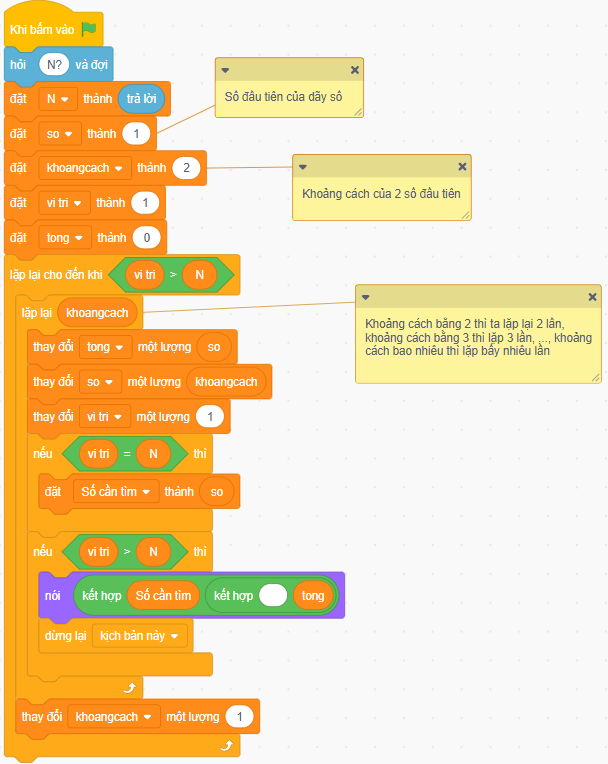 Khi bấm vào
hỏi N? và đợi
đặt N thành trả lời
đặt so thành 1
Số đầu tiên của dãy số
đặt khoangcach thành 2
Khoảng cách của 2 số đầu tiên
đặt vi tri thành 1
đặt tong thành 0
lặp lại cho đến khi vi tri > N
lặp lại khoangcach
Khoảng cách bằng 2 thì ta lặp lại 2 lần,
khoảng cách bằng 3 thì lặp 3 lần, ..., khoảng
cách bao nhiêu thì lặp bấy nhiêu lần
thay đổi tong một lượng so
thay đổi so một lượng khoangcach
thay đổi vi tri một lượng 1
nếu vi tri = N thì
đặt Số cần tìm thành so
nếu vi tri > N thì
nói kết hợp Số cần tìm kết hợp tong
dừng lại kịch bản này
thay đổi khoangcach một lượng 1